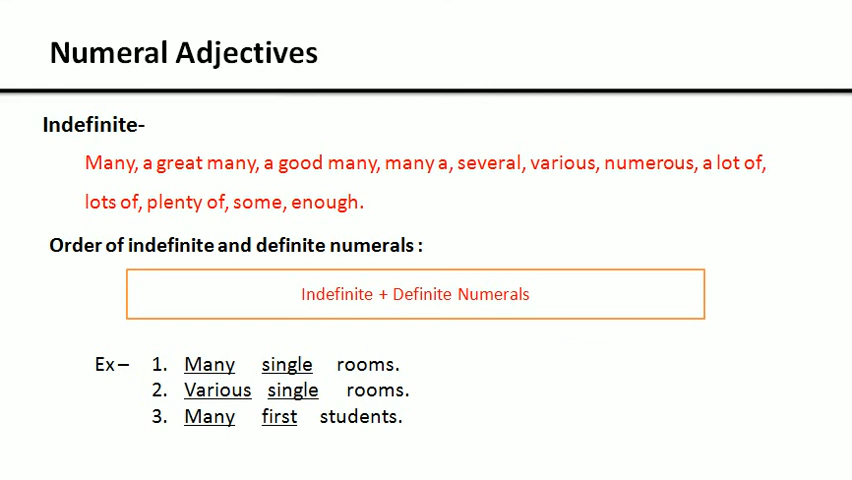 Numeral Adjectives
Indefinite-
Many, a great many, a good many, many a, several, various, numerous, a lot of,
lots of, plenty of, some, enough.
Order of indefinite and definite numerals :
Indefinite + Definite Numerals
Ex – 1. Many single rooms.
2. Various single rooms.
3. Many first students.